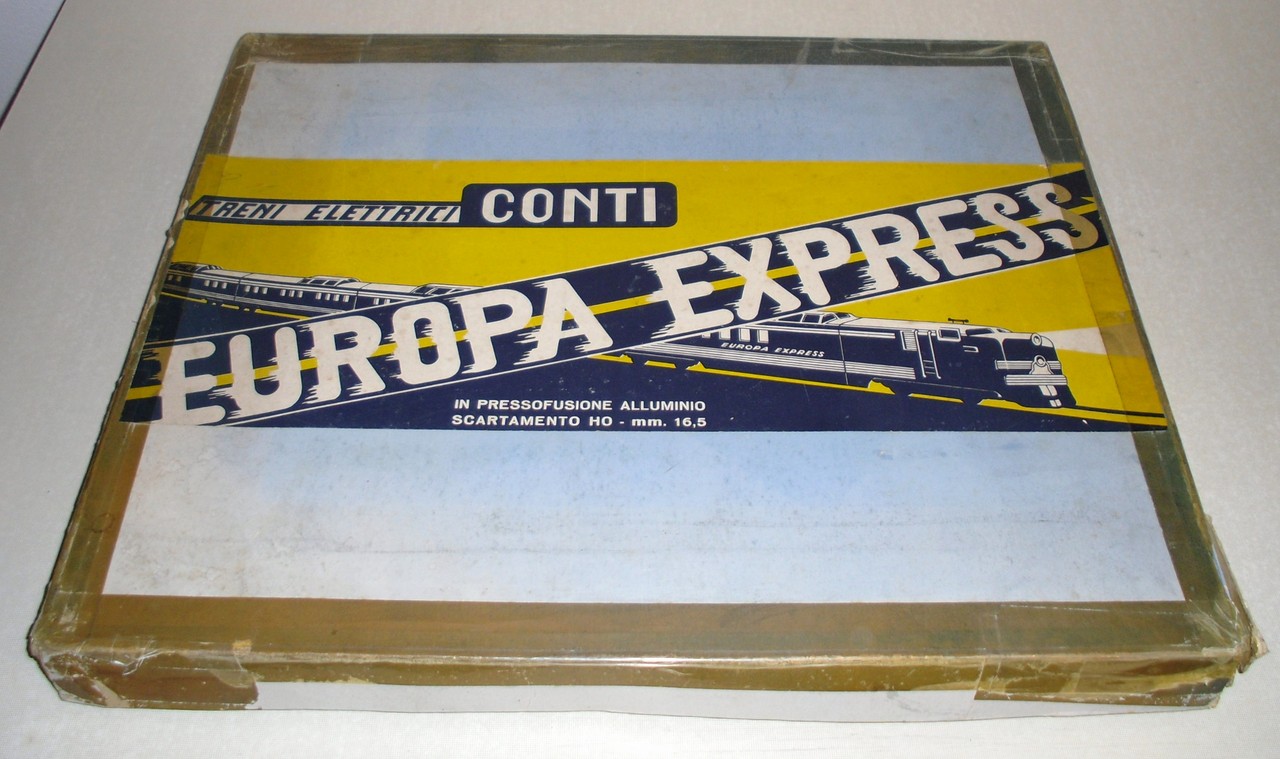 TRENI ELETTRICI CONTI
EUROPA EXPRESS
EUROPA EXPRESS
IN PRESSOFUSIONE ALLUMINIO
SCARTAMENTO HO - mm. 16,5